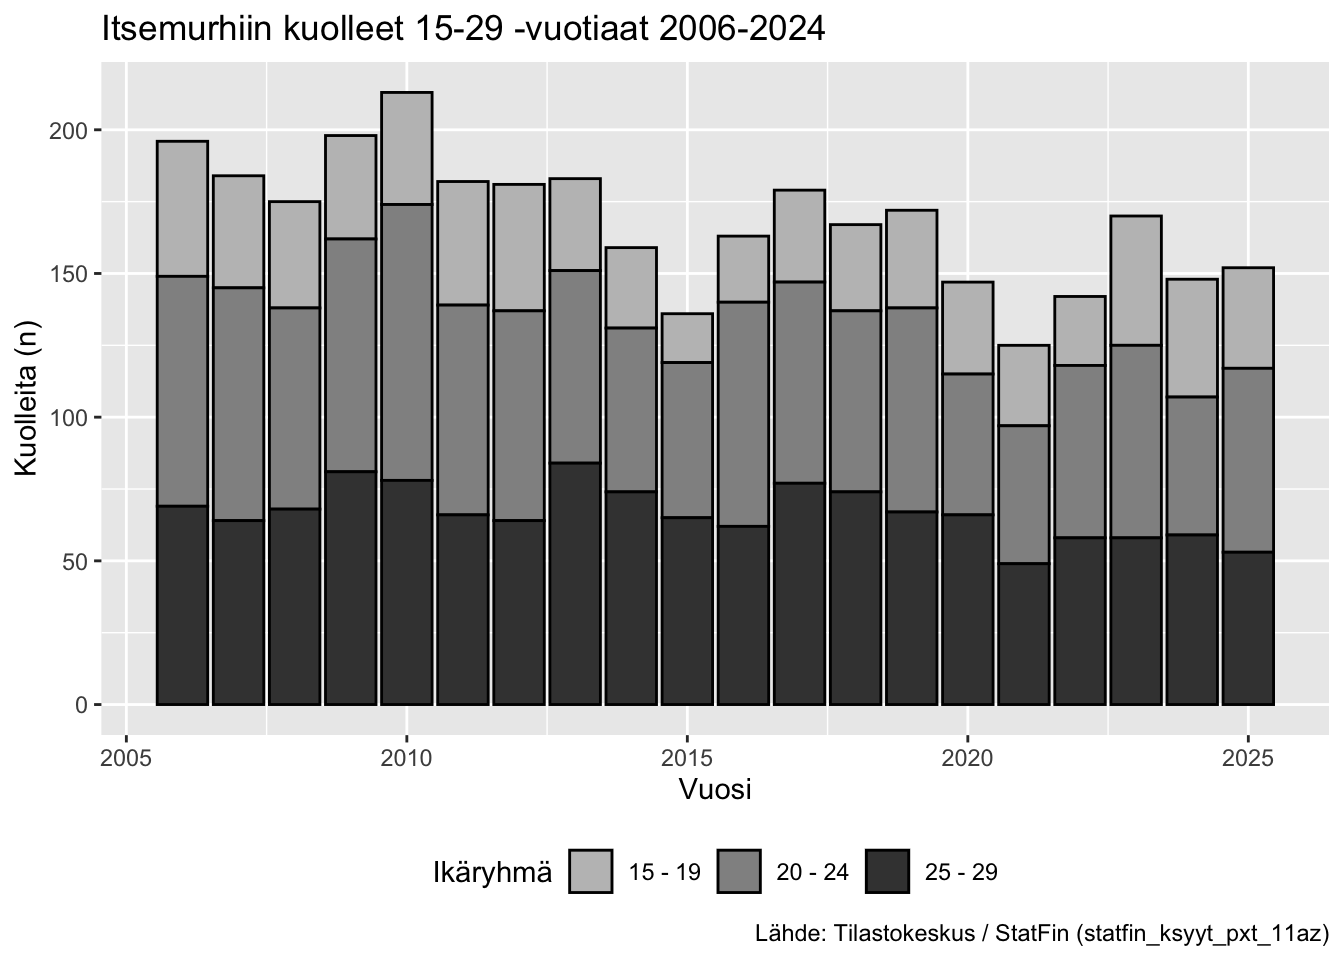 Itsemurhiin kuolleet 15-29 -vuotiaat 2006-2024
Kuolleita (n)
200
150
100
50
0
2005 2010 2015 2020 2025
Vuosi
Ikäryhmä 15 - 19 20 - 24 25 - 29
Lähde: Tilastokeskus / StatFin (statfin_ksyyt_pxt_11az)